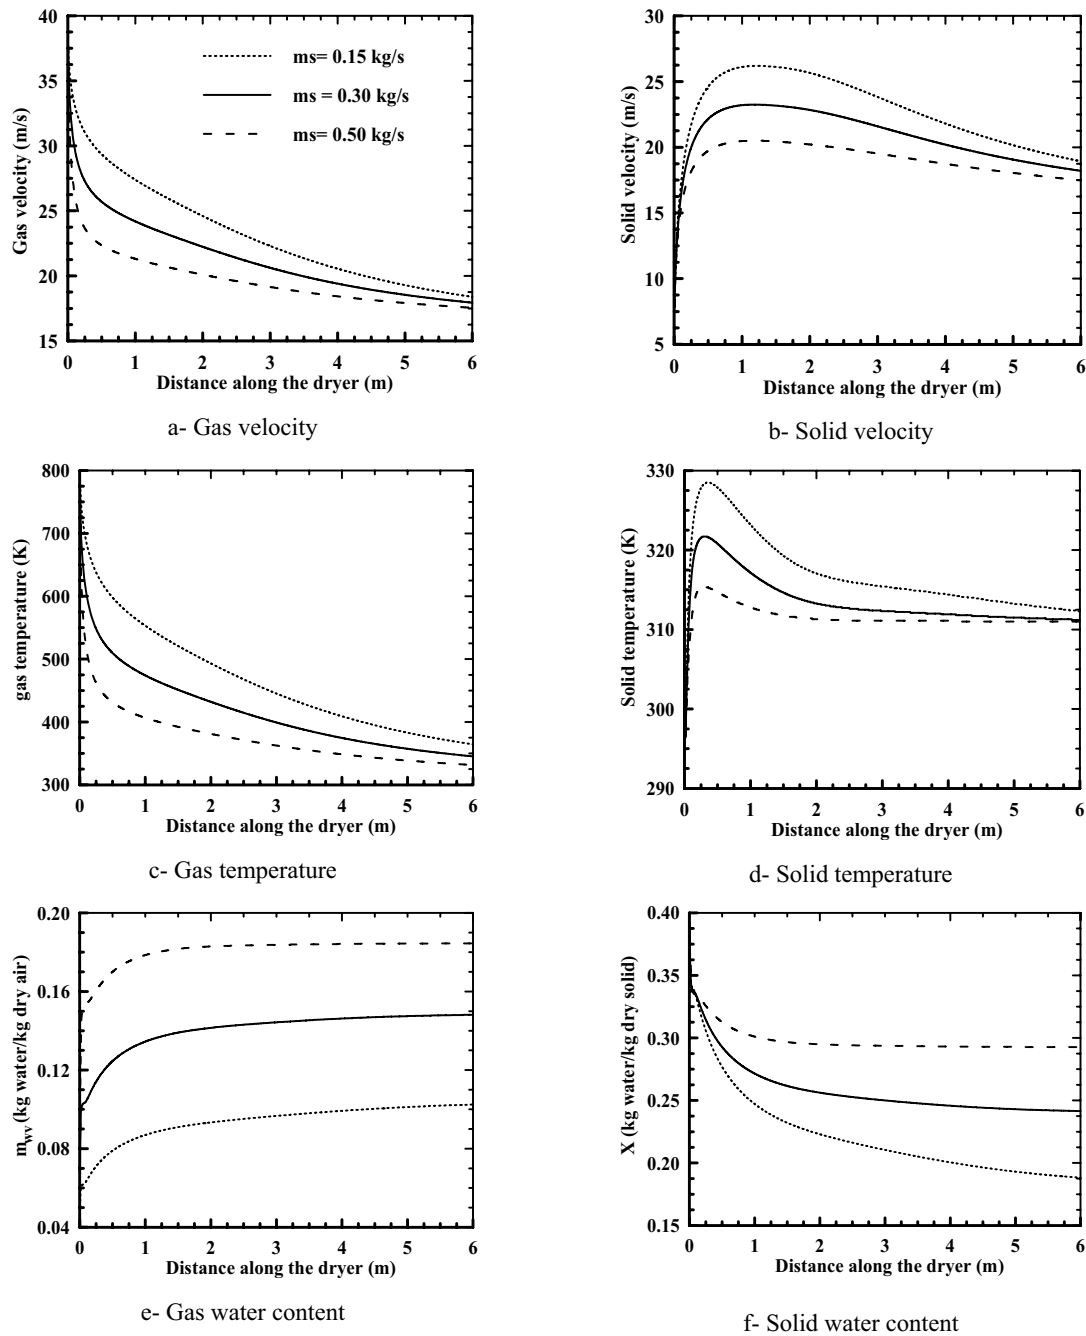 40
35
30
25
20
15
Gas velocity (m/s)
ms= 0.15 kg/s
ms = 0.30 kg/s
ms= 0.50 kg/s
0 1 2 3 4 5 6
Distance along the dryer (m)
a- Gas velocity
30
25
20
15
10
5
Solid velocity (m/s)
0 1 2 3 4 5 6
Distance along the dryer (m)
b- Solid velocity
800
700
600
500
400
300
gas temperature (K)
0 1 2 3 4 5 6
Distance along the dryer (m)
c- Gas temperature
330
320
310
300
290
Solid temperature (K)
0 1 2 3 4 5 6
Distance along the dryer (m)
d- Solid temperature
0.20
0.16
0.12
0.08
0.04
m_wv (kg water/kg dry air)
0 1 2 3 4 5 6
Distance along the dryer (m)
e- Gas water content
0.40
0.35
0.30
0.25
0.20
0.15
X (kg water/kg dry solid)
0 1 2 3 4 5 6
Distance along the dryer (m)
f- Solid water content